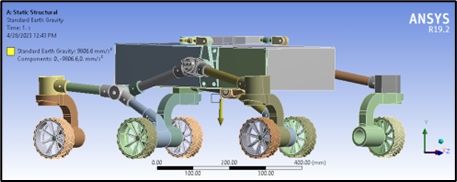 A: Static Structural
Standard Earth Gravity
Time: 1. s
4/28/2023 12:43 PM
Standard Earth Gravity: 9806.6 mm/s²
Components: 0,-9806.6,0. mm/s²
ANSYS
R19.2
0.00 200.00 400.00 (mm)
100.00 300.00
Y
Z